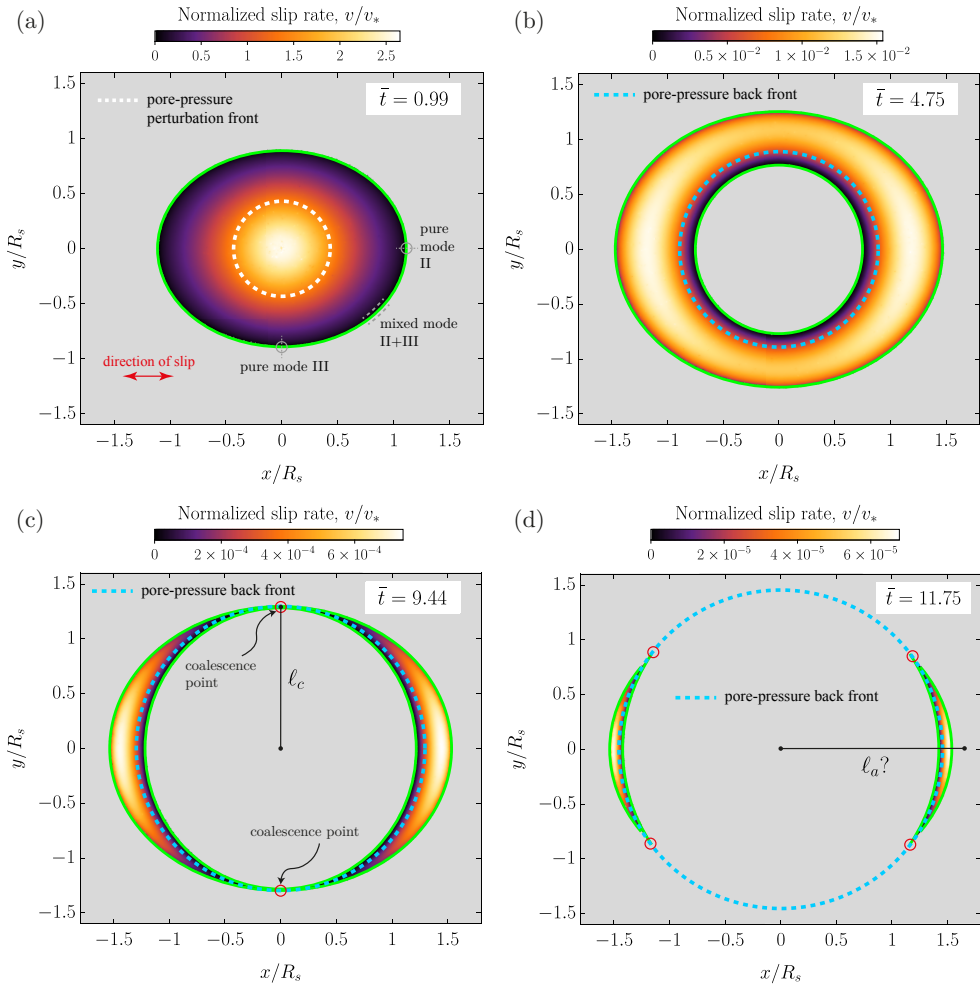 (a)
Normalized slip rate, v/v∗
0 0.5 1 1.5 2 2.5
1.5
1
0.5
0
−0.5
−1
−1.5
y/R_s
pore-pressure
perturbation front
t̄ = 0.99
pure
mode
II
mixed mode
II+III
pure mode III
direction of slip
−1.5 −1 −0.5 0 0.5 1 1.5
x/R_s
(b)
Normalized slip rate, v/v∗
0 0.5×10⁻² 1×10⁻² 1.5×10⁻²
1.5
1
0.5
0
−0.5
−1
−1.5
y/R_s
pore-pressure back front
t̄ = 4.75
−1.5 −1 −0.5 0 0.5 1 1.5
x/R_s
(c)
Normalized slip rate, v/v∗
0 2×10⁻⁴ 4×10⁻⁴ 6×10⁻⁴
1.5
1
0.5
0
−0.5
−1
−1.5
y/R_s
pore-pressure back front
t̄ = 9.44
coalescence
point
ℓ_c
coalescence point
−1.5 −1 −0.5 0 0.5 1 1.5
x/R_s
(d)
Normalized slip rate, v/v∗
0 2×10⁻⁵ 4×10⁻⁵ 6×10⁻⁵
1.5
1
0.5
0
−0.5
−1
−1.5
y/R_s
t̄ = 11.75
pore-pressure back front
ℓ_a?
−1.5 −1 −0.5 0 0.5 1 1.5
x/R_s